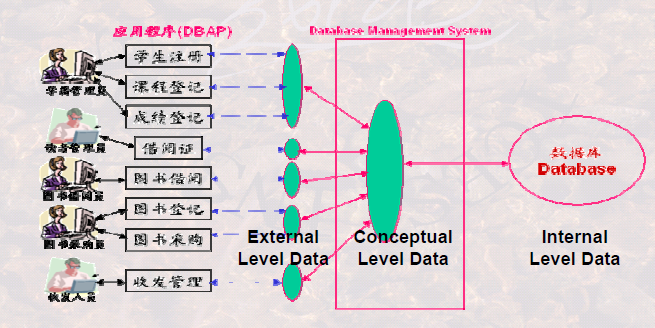 应用程序(DBAP)
Database Management System
学生注册
课程登记
学籍管理员
成绩登记
读者管理员
借阅证
图书借阅
图书借阅员
图书登记
图书采购
图书采购员
收发管理
收发人员
External
Level Data
Conceptual
Level Data
数据库
Database
Internal
Level Data